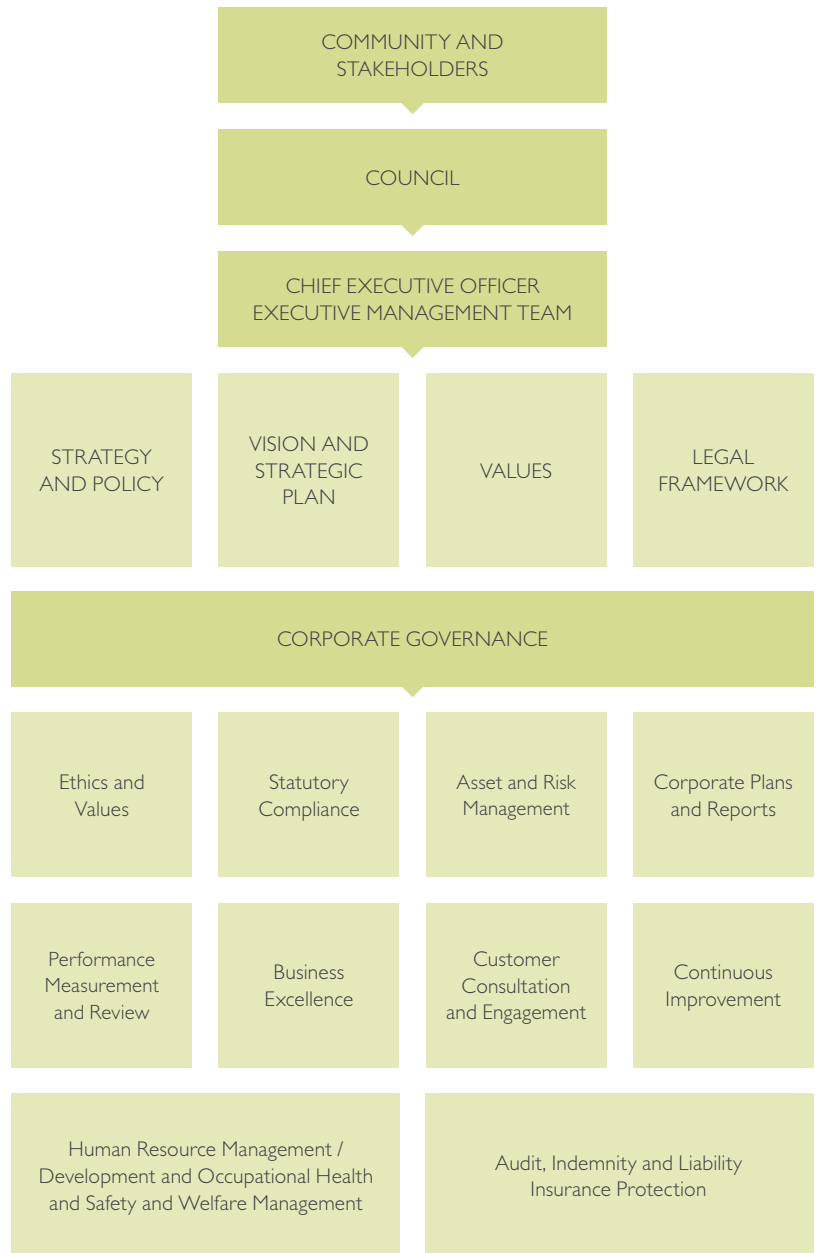 COMMUNITY AND
STAKEHOLDERS
COUNCIL
CHIEF EXECUTIVE OFFICER
EXECUTIVE MANAGEMENT TEAM
STRATEGY
AND POLICY
VISION AND
STRATEGIC
PLAN
VALUES
LEGAL
FRAMEWORK
CORPORATE GOVERNANCE
Ethics and
Values
Statutory
Compliance
Asset and Risk
Management
Corporate Plans
and Reports
Performance
Measurement
and Review
Business
Excellence
Customer
Consultation
and Engagement
Continuous
Improvement
Human Resource Management /
Development and Occupational Health
and Safety and Welfare Management
Audit, Indemnity and Liability
Insurance Protection